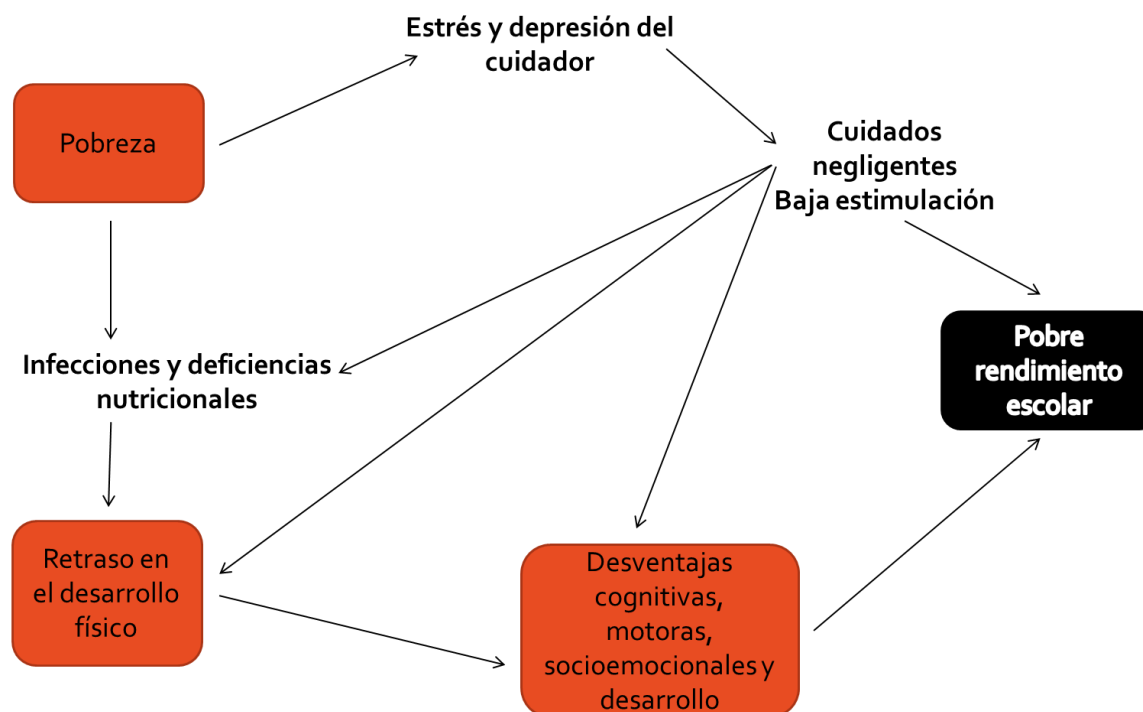 Estrés y depresión del
cuidador
Pobreza
Cuidados
negligentes
Baja estimulación
Infecciones y deficiencias
nutricionales
Pobre
rendimiento
escolar
Retraso en
el desarrollo
físico
Desventajas
cognitivas,
motoras,
socioemocionales y
desarrollo